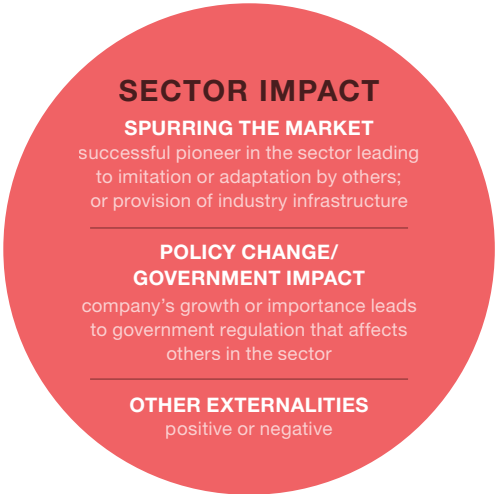 SECTOR IMPACT
SPURRING THE MARKET
successful pioneer in the sector leading
to imitation or adaptation by others;
or provision of industry infrastructure
POLICY CHANGE/
GOVERNMENT IMPACT
company’s growth or importance leads
to government regulation that affects
others in the sector
OTHER EXTERNALITIES
positive or negative